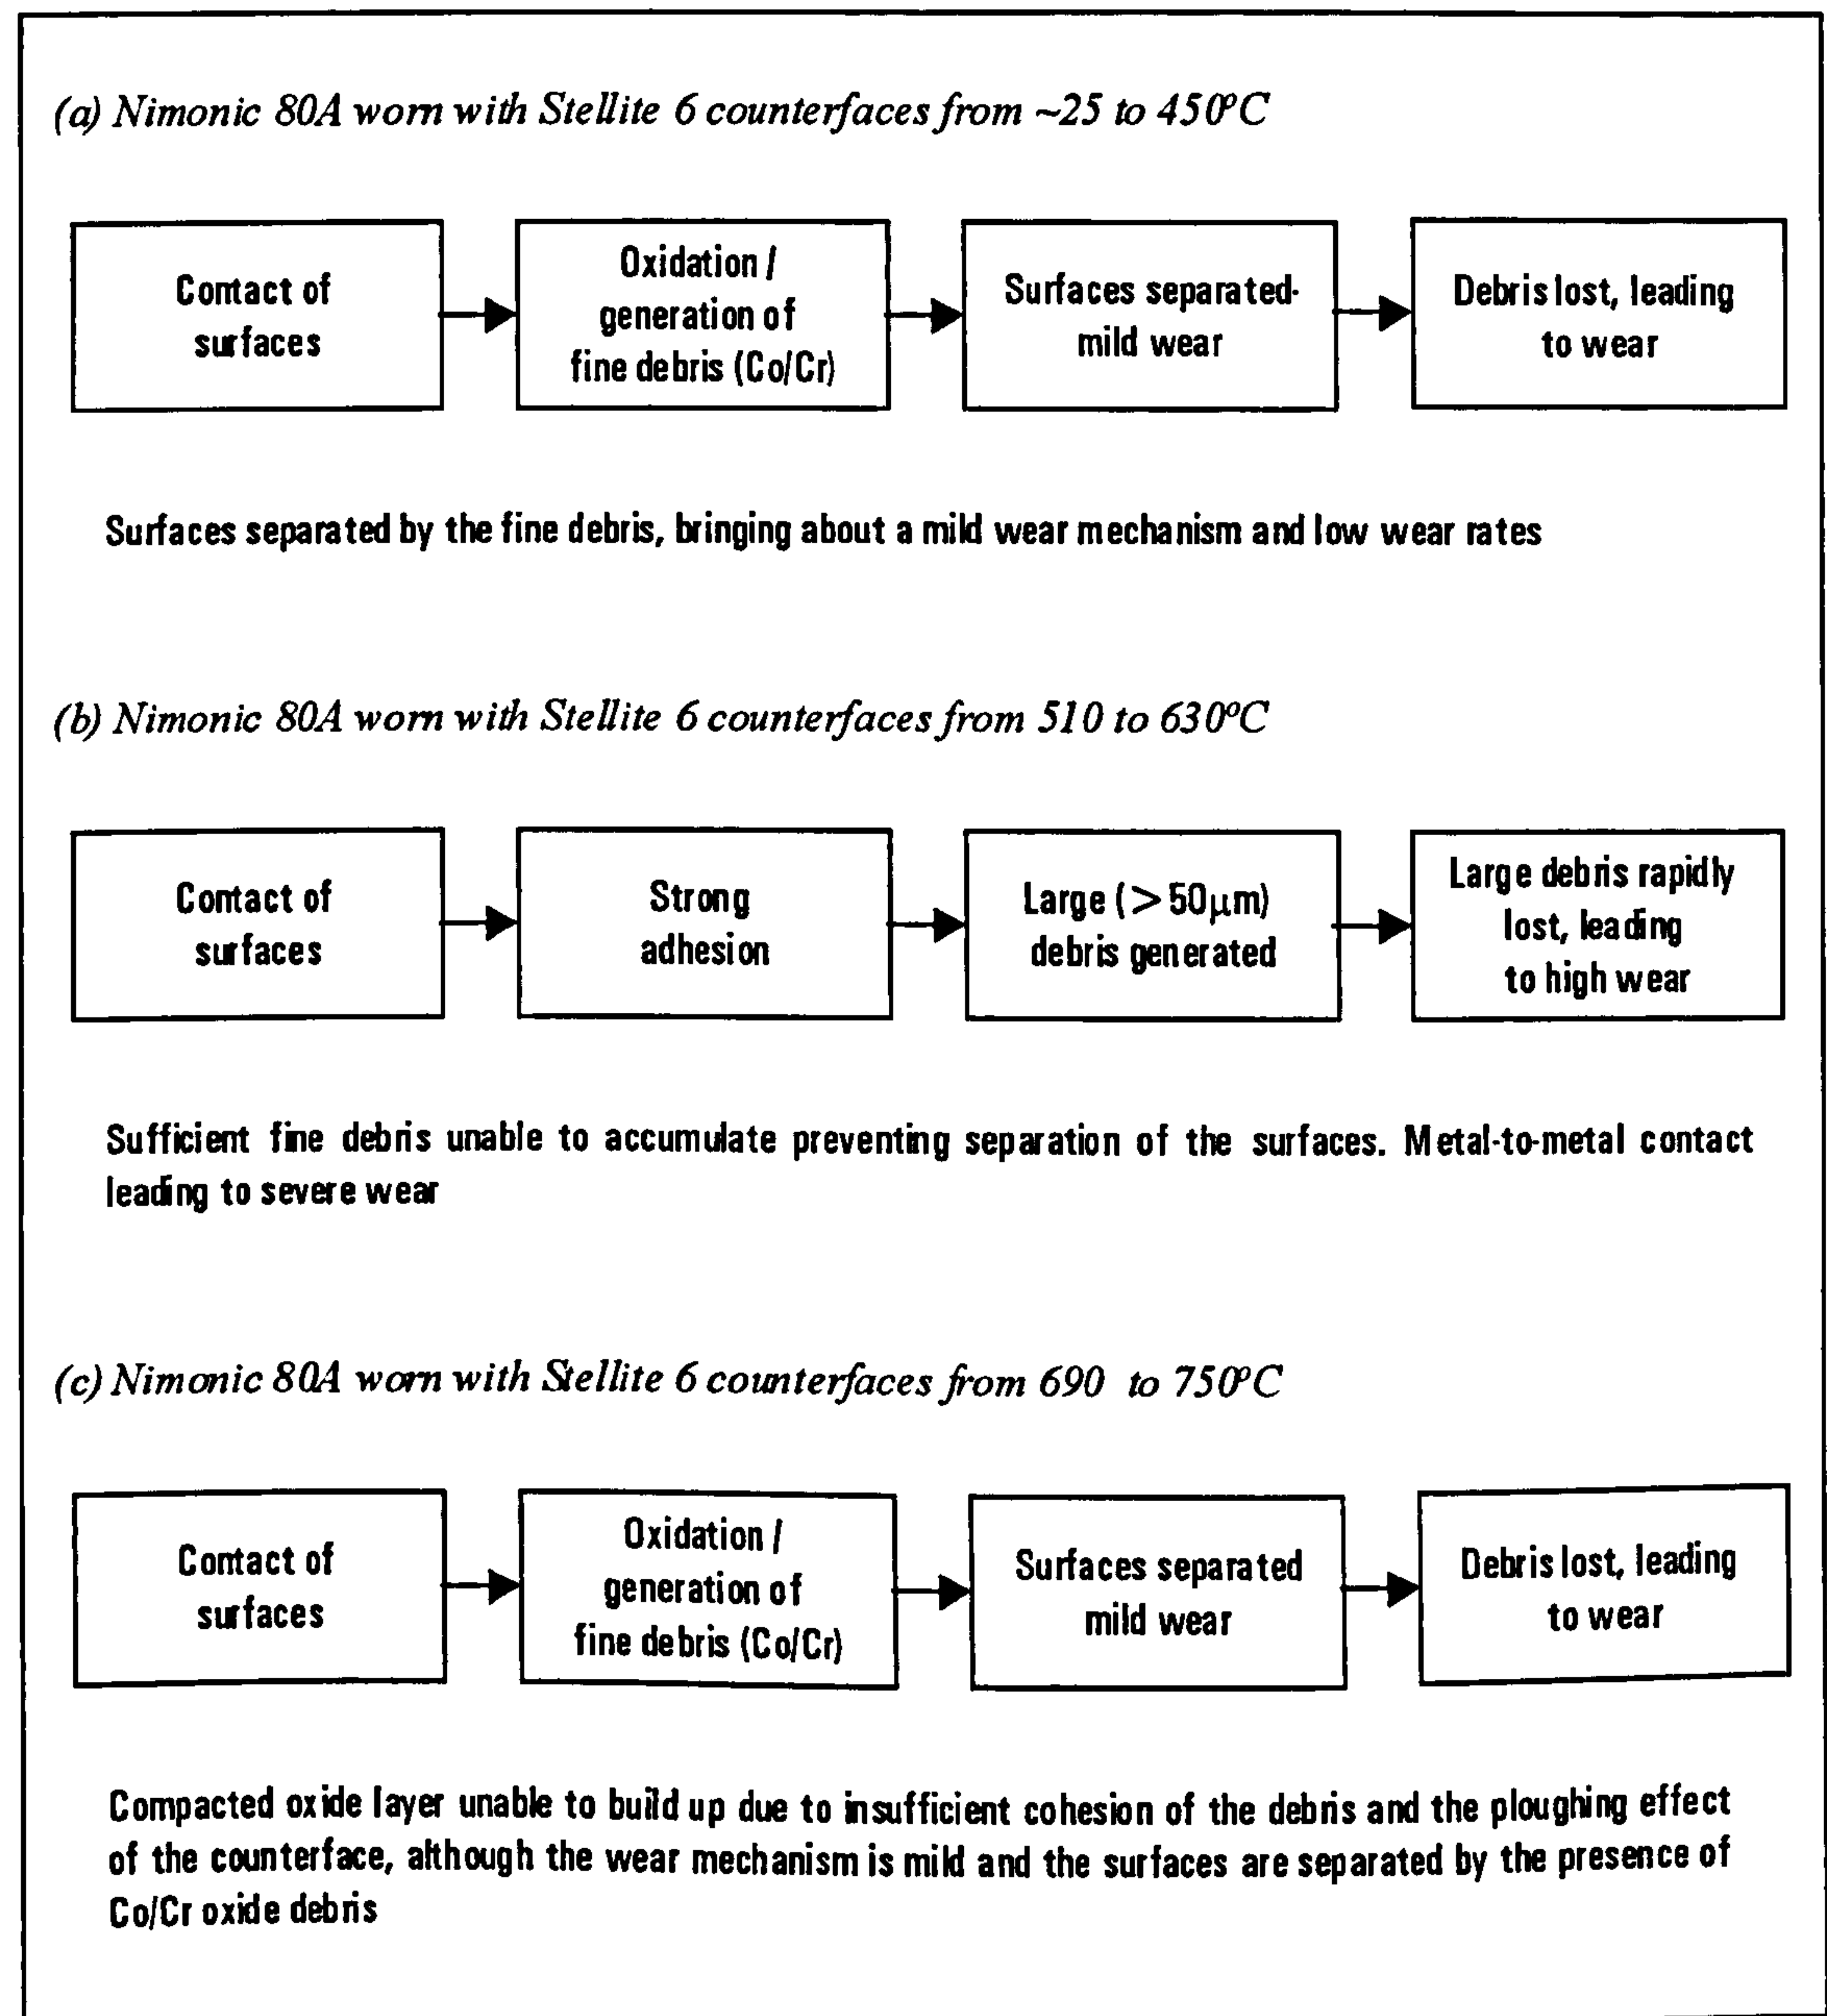 (a) Nimonic 80A worn with Stellite 6 counterfaces from ~25 to 450ºC
Contact of
surfaces
Oxidation /
generation of
fine debris (Co/Cr)
Surfaces separated-
mild wear
Debris lost, leading
to wear
Surfaces separated by the fine debris, bringing about a mild wear mechanism and low wear rates
(b) Nimonic 80A worn with Stellite 6 counterfaces from 510 to 630ºC
Contact of
surfaces
Strong
adhesion
Large (>50μm)
debris generated
Large debris rapidly
lost, leading
to high wear
Sufficient fine debris unable to accumulate preventing separation of the surfaces. Metal-to-metal contact
leading to severe wear
(c) Nimonic 80A worn with Stellite 6 counterfaces from 690 to 750ºC
Contact of
surfaces
Oxidation /
generation of
fine debris (Co/Cr)
Surfaces separated
mild wear
Debris lost, leading
to wear
Compacted oxide layer unable to build up due to insufficient cohesion of the debris and the ploughing effect
of the counterface, although the wear mechanism is mild and the surfaces are separated by the presence of
Co/Cr oxide debris